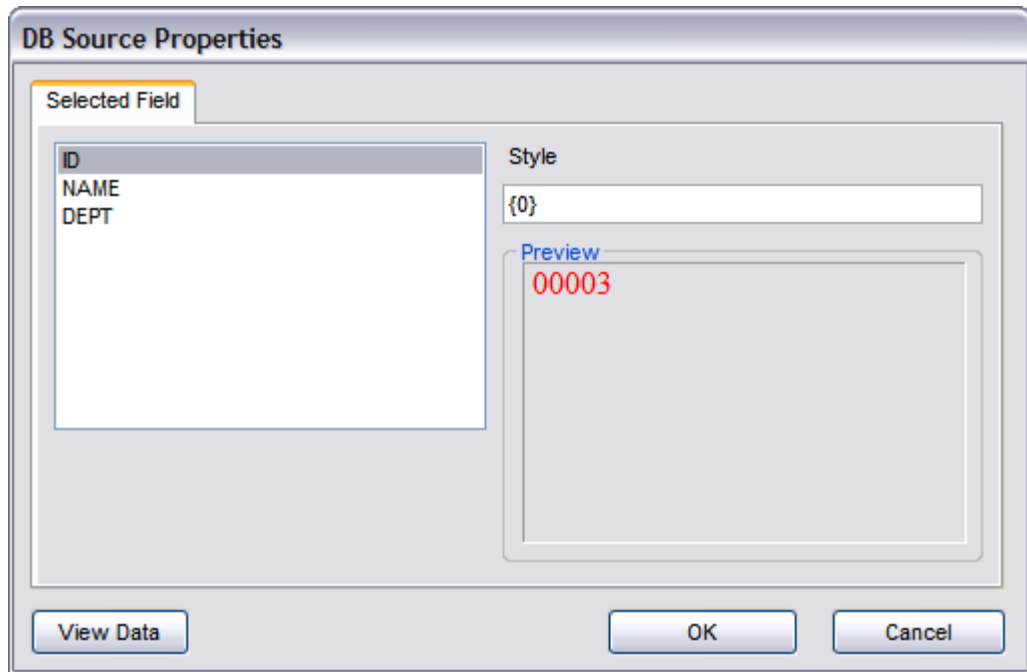 DB Source Properties
Selected Field
ID
NAME
DEPT
Style
{0}
Preview
00003
View Data
OK
Cancel